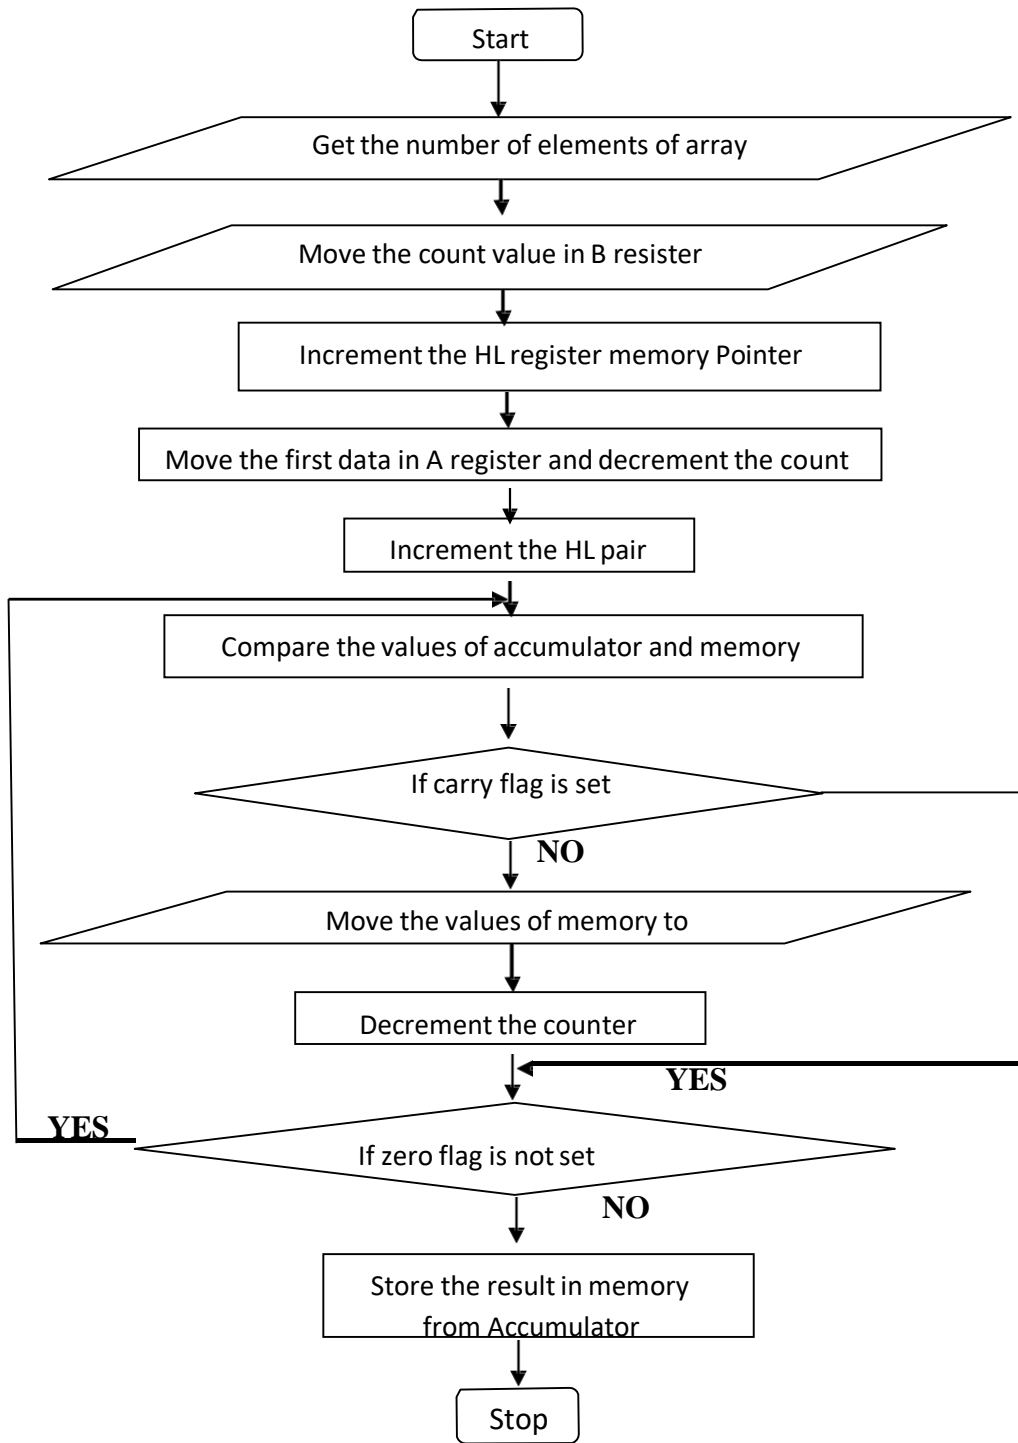 Start
Get the number of elements of array
Move the count value in B resister
Increment the HL register memory Pointer
Move the first data in A register and decrement the count
Increment the HL pair
Compare the values of accumulator and memory
If carry flag is set
NO
Move the values of memory to
Decrement the counter
YES
YES
If zero flag is not set
NO
Store the result in memory
from Accumulator
Stop